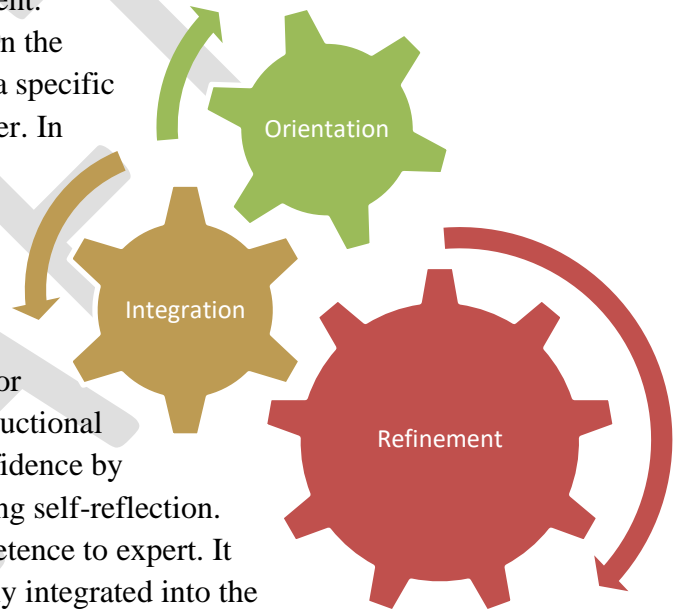 ent.
n the
a specific
er. In
Orientation
Integration
or
uctional
fidence by
ng self-reflection.
etence to expert. It
y integrated into the
Refinement